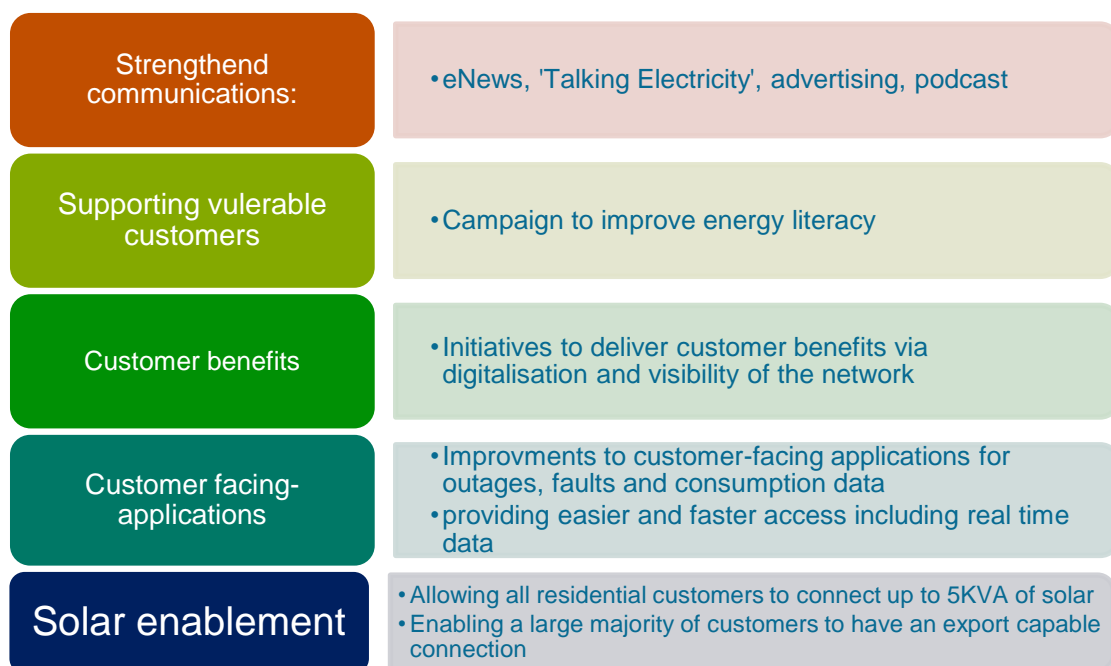 Strengthend
communications:
•eNews, 'Talking Electricity', advertising, podcast
Supporting vulerable
customers
•Campaign to improve energy literacy
Customer benefits
•Initiatives to deliver customer benefits via
digitalisation and visibility of the network
Customer facing-
applications
•Improvments to customer-facing applications for
outages, faults and consumption data
•providing easier and faster access including real time
data
Solar enablement
•Allowing all residential customers to connect up to 5KVA of solar
•Enabling a large majority of customers to have an export capable
connection